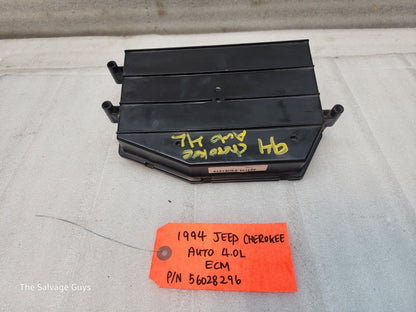 94 Cherokee
Auto 4L
1994 JEEP CHEROKEE
AUTO 4.0L
ECM
P/N 56028296
The Salvage Guys